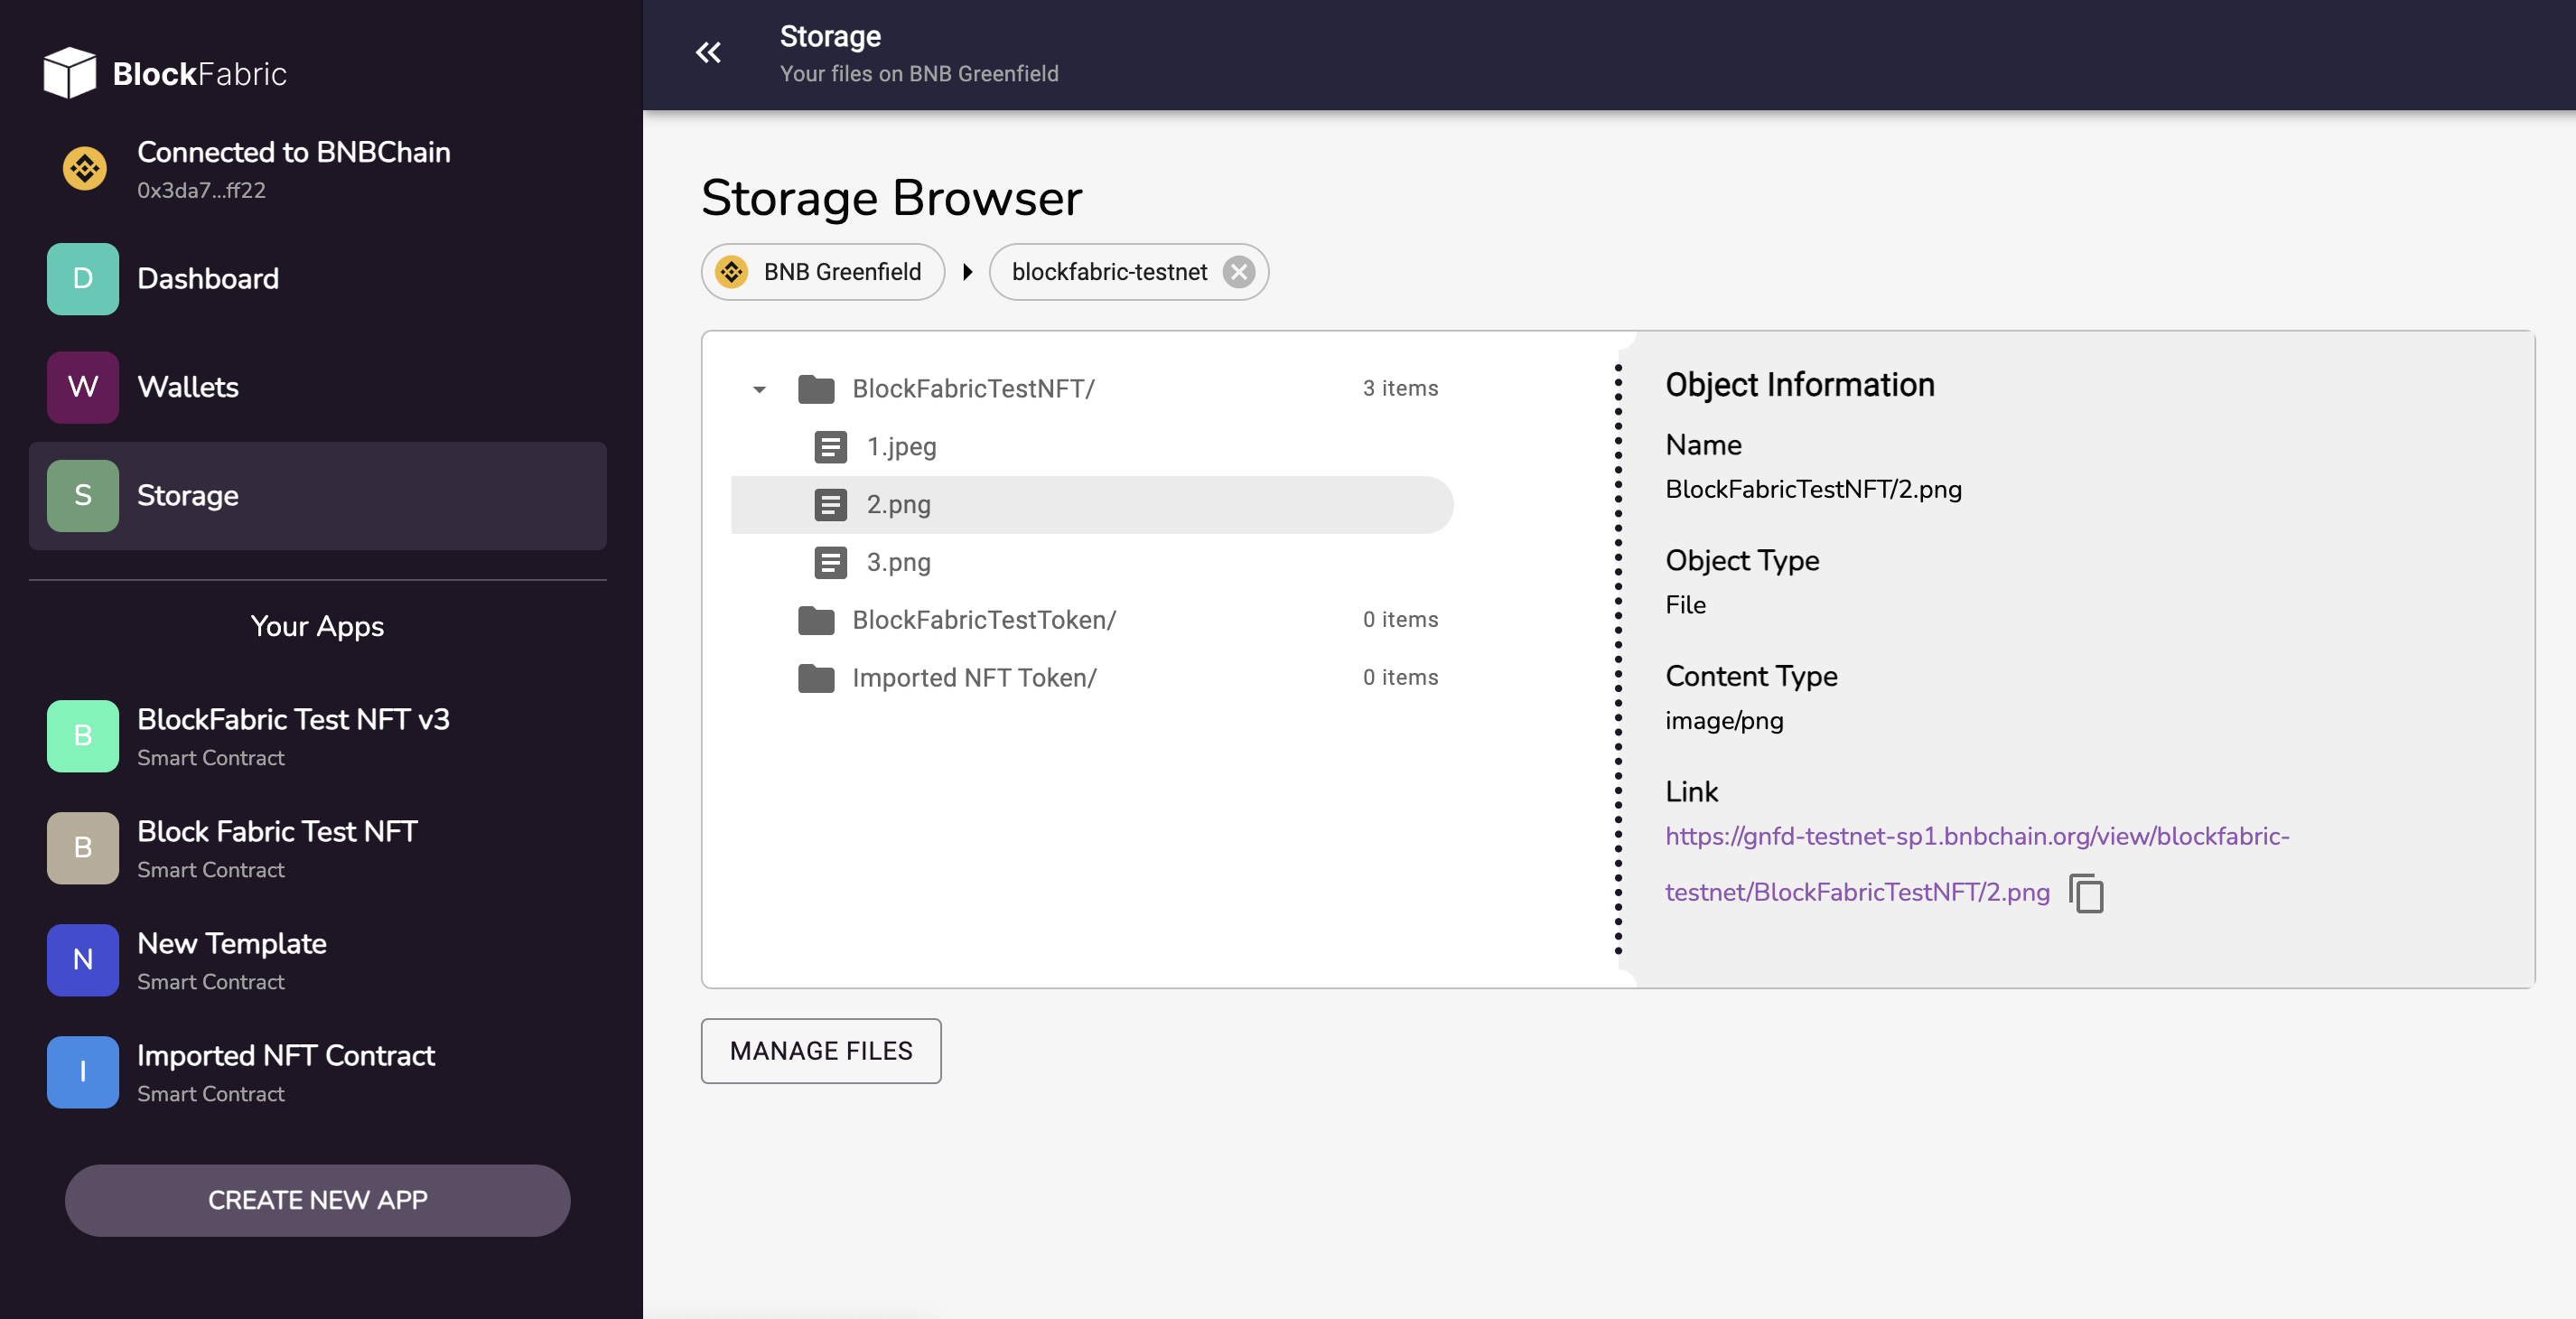 BlockFabric
Connected to BNBChain
0x3da7...ff22
D Dashboard
W Wallets
S Storage
Your Apps
B BlockFabric Test NFT v3
Smart Contract
B Block Fabric Test NFT
Smart Contract
N New Template
Smart Contract
I Imported NFT Contract
Smart Contract
CREATE NEW APP
Storage
Your files on BNB Greenfield
Storage Browser
BNB Greenfield blockfabric-testnet
BlockFabricTestNFT/ 3 items
1.jpeg
2.png
3.png
BlockFabricTestToken/ 0 items
Imported NFT Token/ 0 items
Object Information
Name
BlockFabricTestNFT/2.png
Object Type
File
Content Type
image/png
Link
https://gnfd-testnet-sp1.bnbchain.org/view/blockfabric-
testnet/BlockFabricTestNFT/2.png
MANAGE FILES